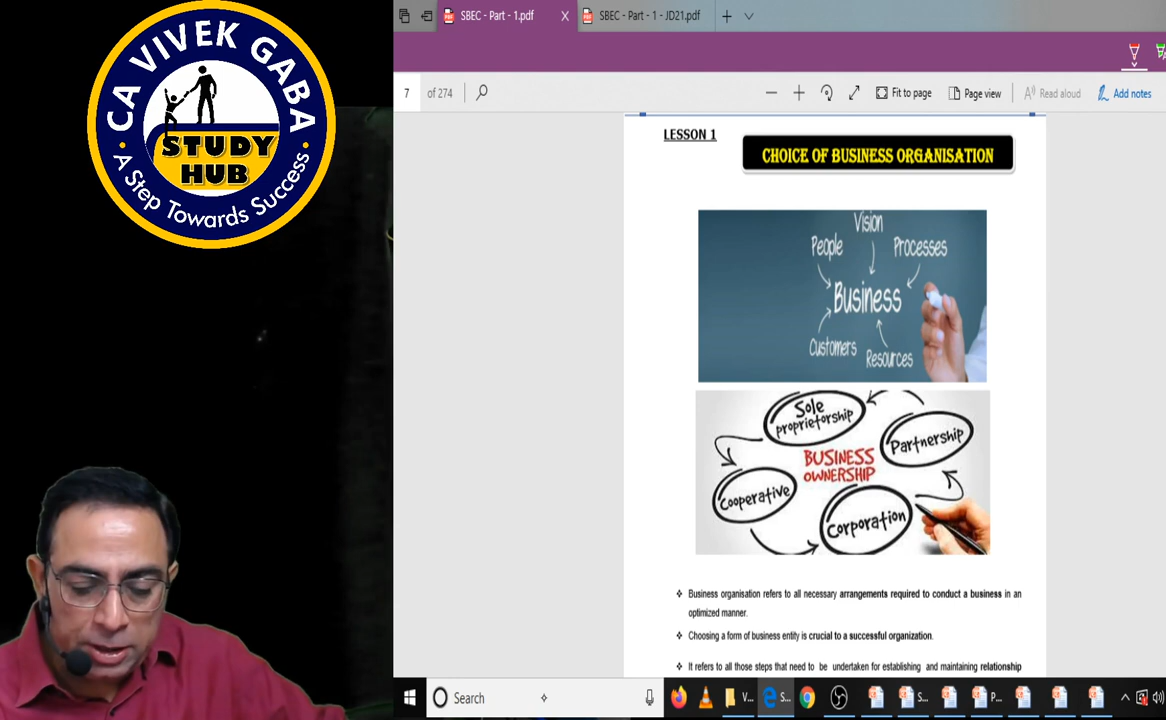 CA VIVEK GABA
STUDY
HUB
A Step Towards Success
SBEC - Part - 1.pdf
SBEC - Part - 1 - JD21.pdf
7 of 274
Fit to page
Page view
Read aloud
Add notes
LESSON 1
CHOICE OF BUSINESS ORGANISATION
Vision
People
Processes
Business
Customers
Resources
Sole
proprietorship
Partnership
BUSINESS
OWNERSHIP
Cooperative
Corporation
❖ Business organisation refers to all necessary arrangements required to conduct a business in an
optimized manner.
❖ Choosing a form of business entity is crucial to a successful organization.
❖ It refers to all those steps that need to be undertaken for establishing and maintaining relationship
Search
V...
S...
S...
P...